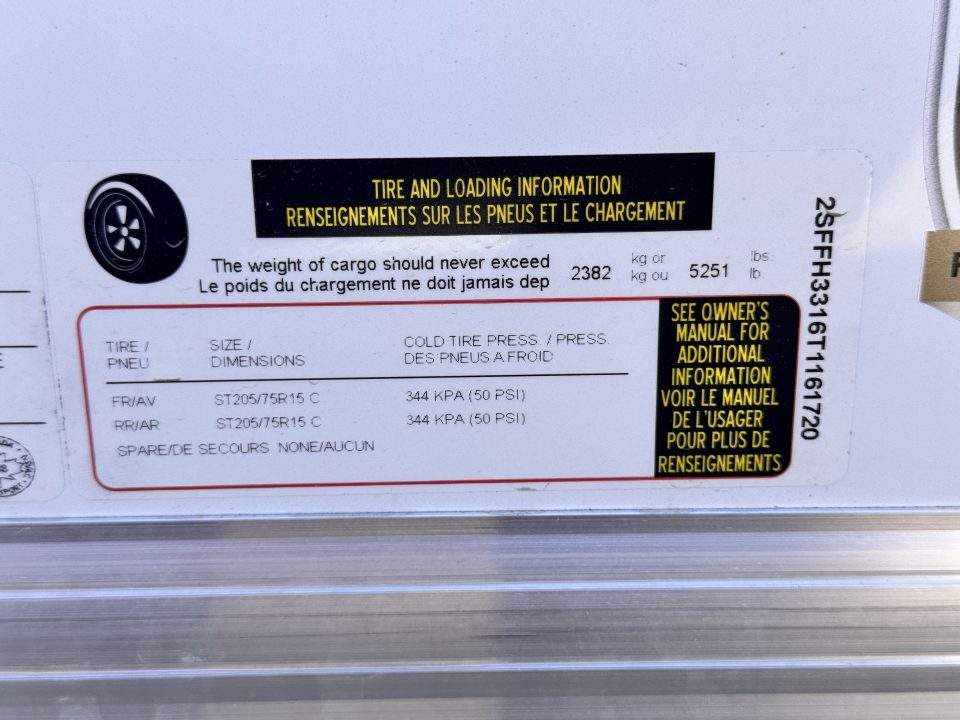 TIRE AND LOADING INFORMATION
RENSEIGNEMENTS SUR LES PNEUS ET LE CHARGEMENT
The weight of cargo should never exceed 2382 kg or 5251 lbs.
Le poids du chargement ne doit jamais dep kg ou lb.
TIRE / SIZE / COLD TIRE PRESS. / PRESS.
PNEU DIMENSIONS DES PNEUS A FROID
FR/AV ST205/75R15 C 344 KPA (50 PSI)
RR/AR ST205/75R15 C 344 KPA (50 PSI)
SPARE/DE SECOURS NONE/AUCUN
SEE OWNER'S
MANUAL FOR
ADDITIONAL
INFORMATION
VOIR LE MANUEL
DE L'USAGER
POUR PLUS DE
RENSEIGNEMENTS
2SFFH3316T1161720